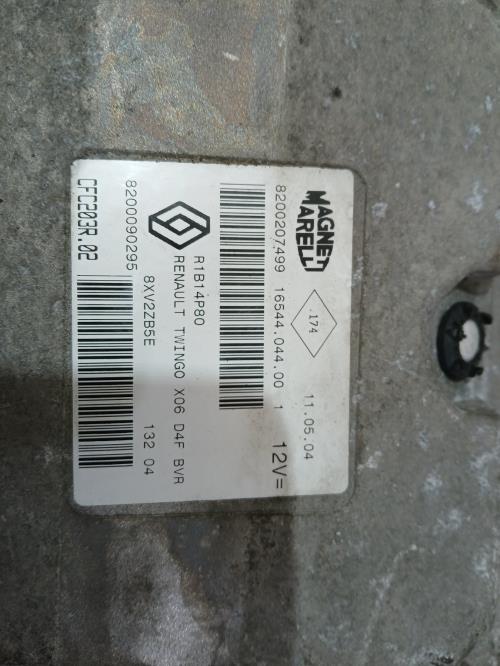 MAGNETI
MARELLI
.174
11.05.04
8200207499 16544.044.00 1 12V=
R1B14P80
RENAULT TWINGO X06 D4F BVR
8200090295 8XV2ZB5E 132 04
CFC203R.02